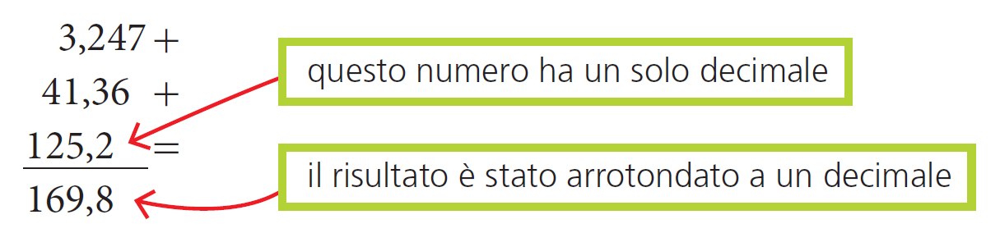 3,247 +
questo numero ha un solo decimale
41,36 +
125,2 =
il risultato è stato arrotondato a un decimale
169,8